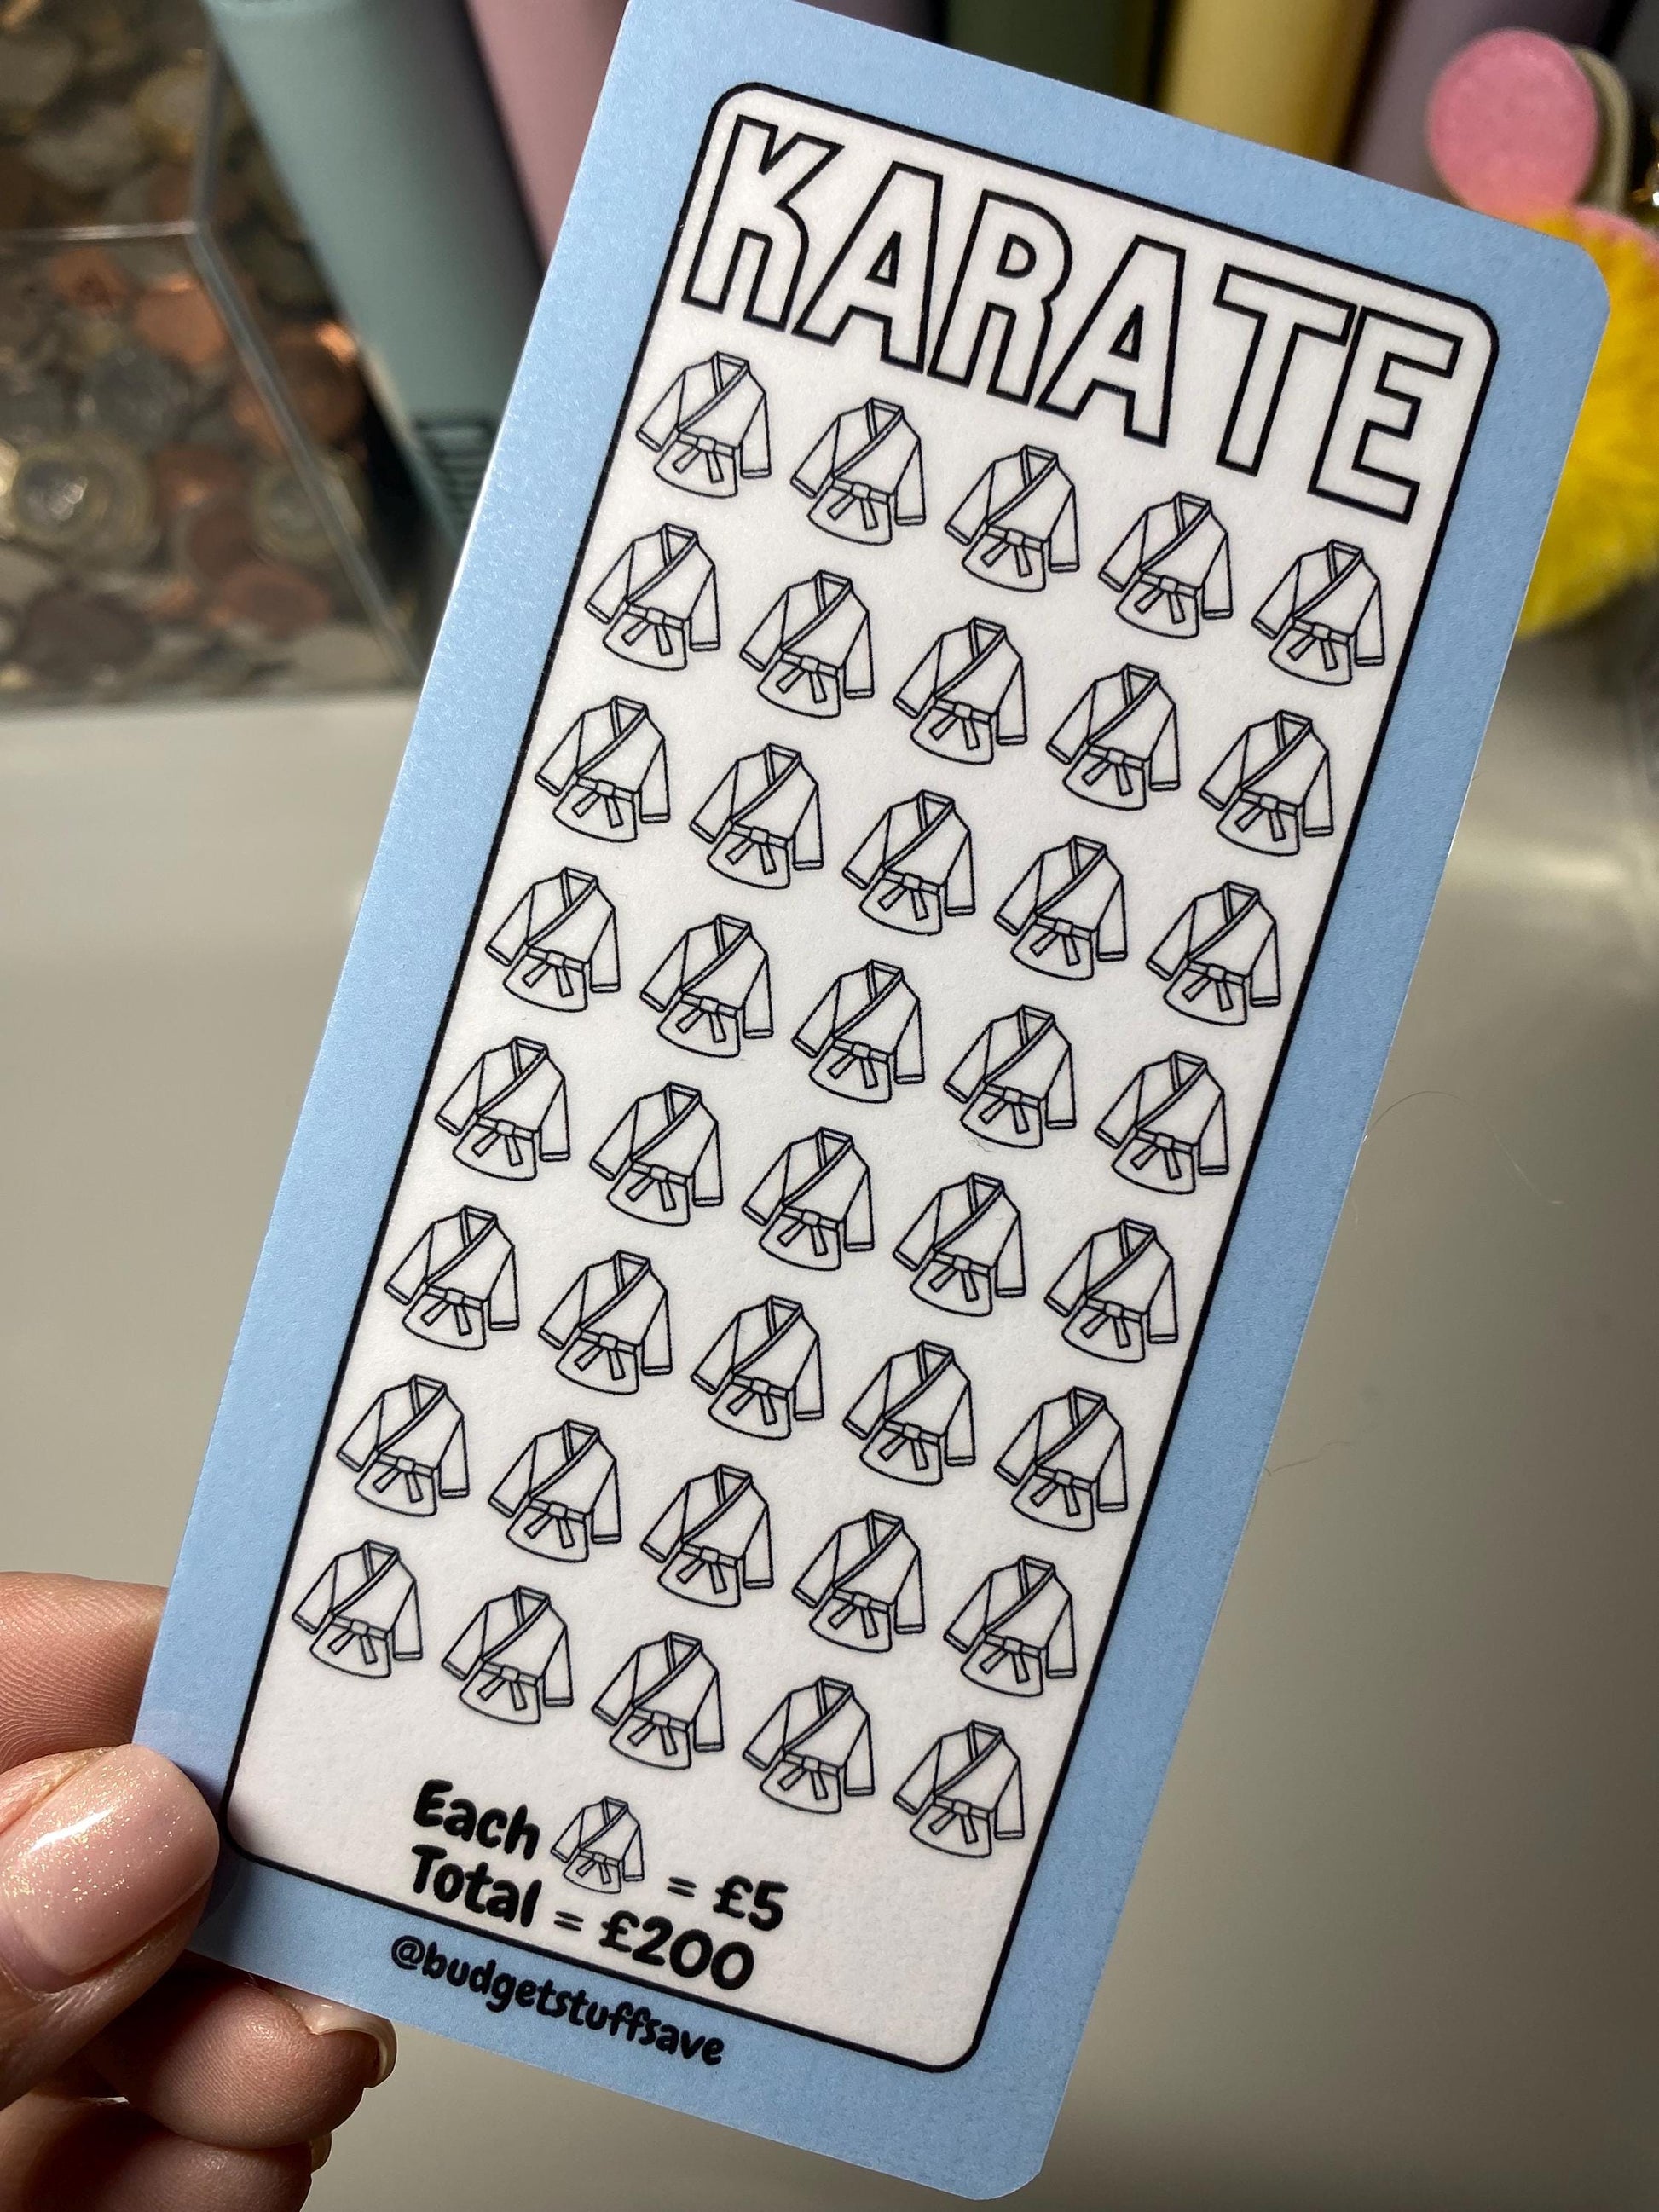 KARATE
Each = £5
Total = £200
@budgetstuffsave